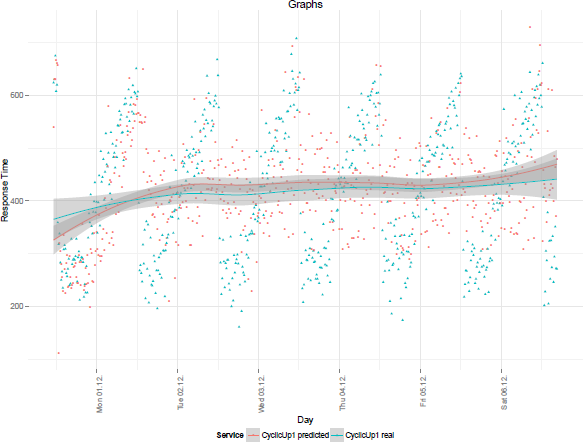 Graphs
Response Time
600
400
200
Mon 01.12.
Tue 02.12.
Wed 03.12.
Thu 04.12.
Fri 05.12.
Sat 06.12.
Day
Service CyclicUp1 predicted CyclicUp1 real